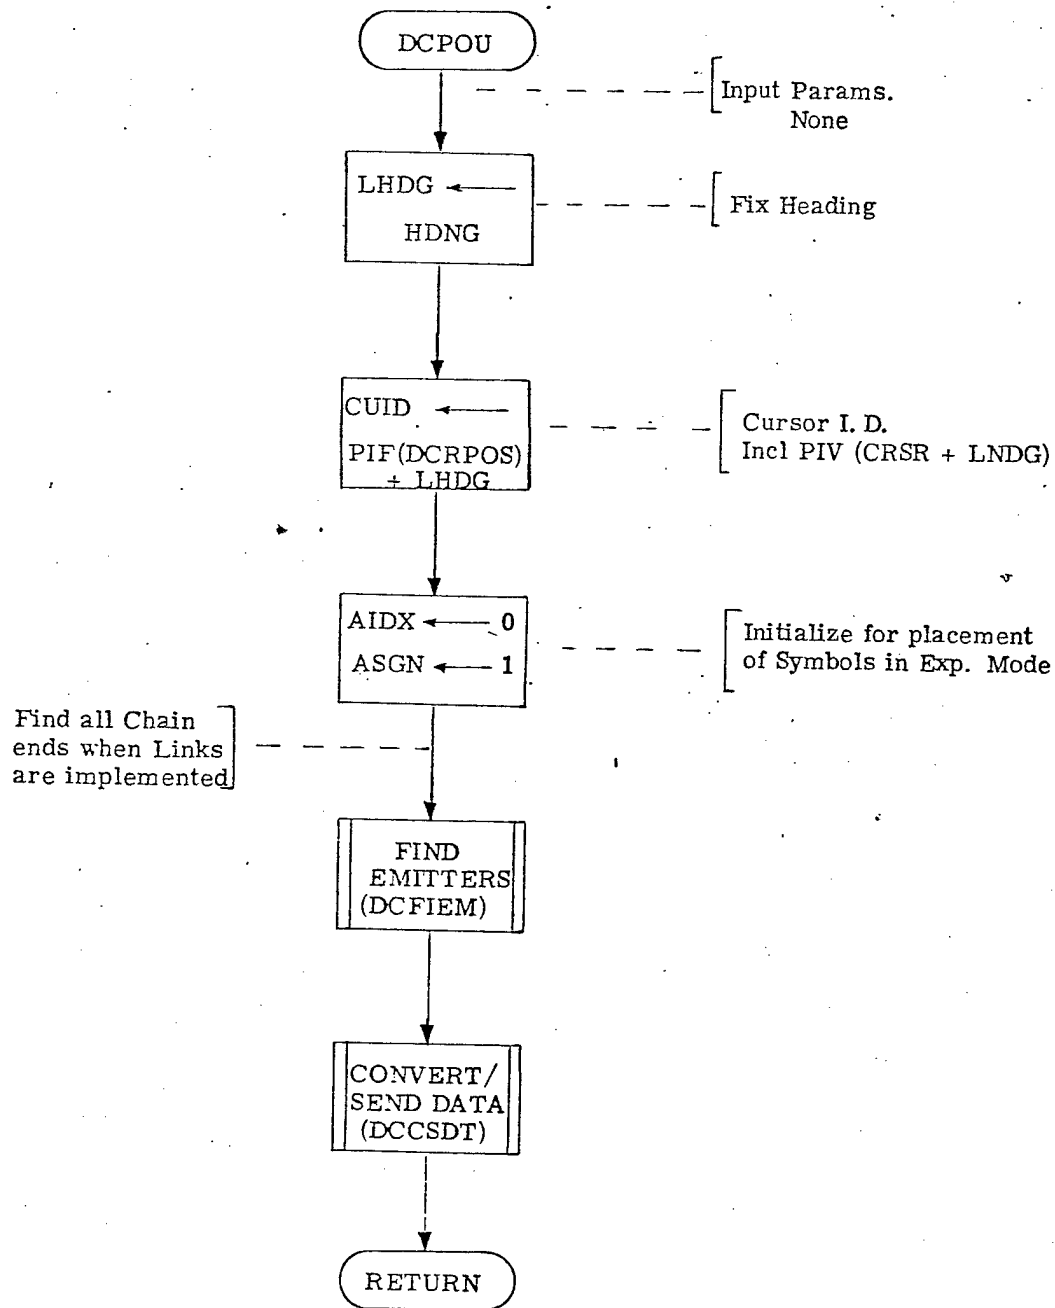 DCPOU
Input Params.
None
LHDG
HDNG
Fix Heading
CUID
PIF(DCRPOS)
+ LHDG
Cursor I. D.
Incl PIV (CRSR + LNDG)
AIDX 0
ASGN 1
Initialize for placement
of Symbols in Exp. Mode
Find all Chain
ends when Links
are implemented
FIND
EMITTERS
(DCFIEM)
CONVERT/
SEND DATA
(DCCSDT)
RETURN